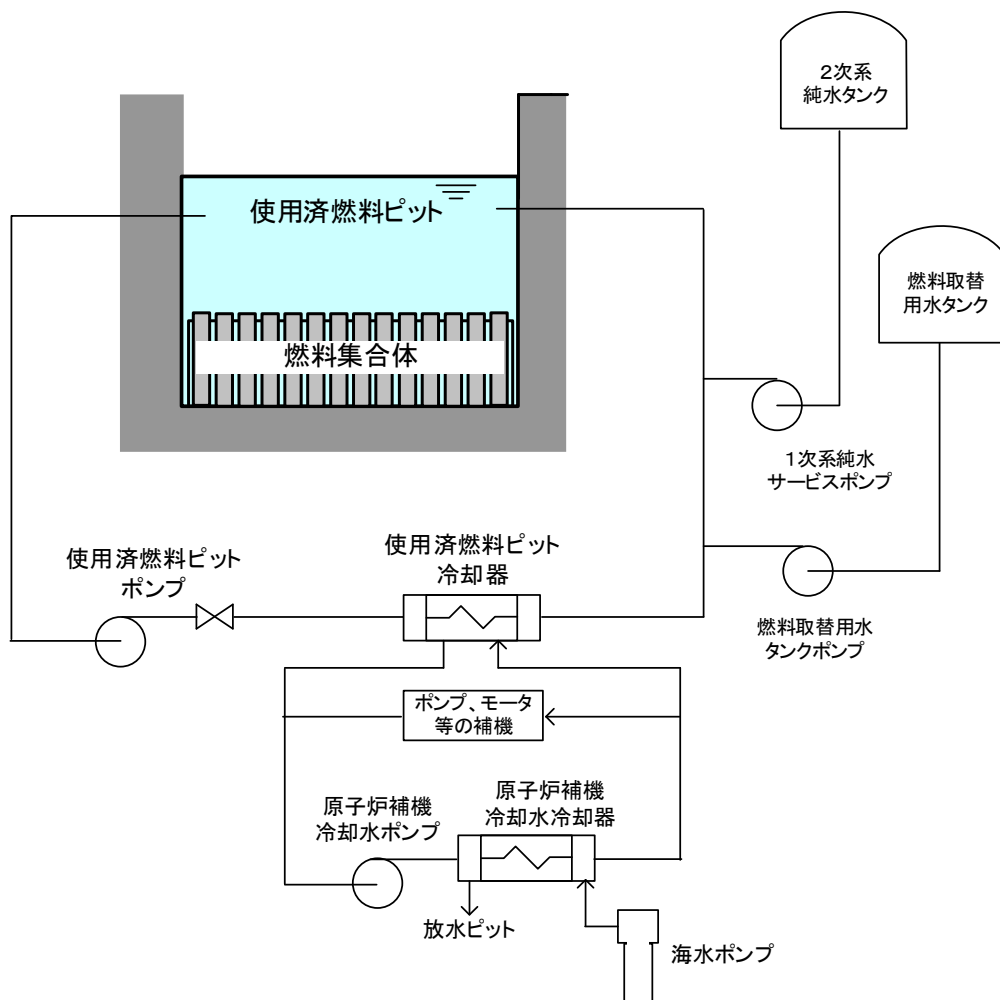 2次系
純水タンク
使用済燃料ピット
燃料取替
用水タンク
燃料集合体
1次系純水
サービスポンプ
使用済燃料ピット
ポンプ
使用済燃料ピット
冷却器
燃料取替用水
タンクポンプ
ポンプ、モータ
等の補機
原子炉補機
冷却水ポンプ
原子炉補機
冷却水冷却器
放水ピット
海水ポンプ